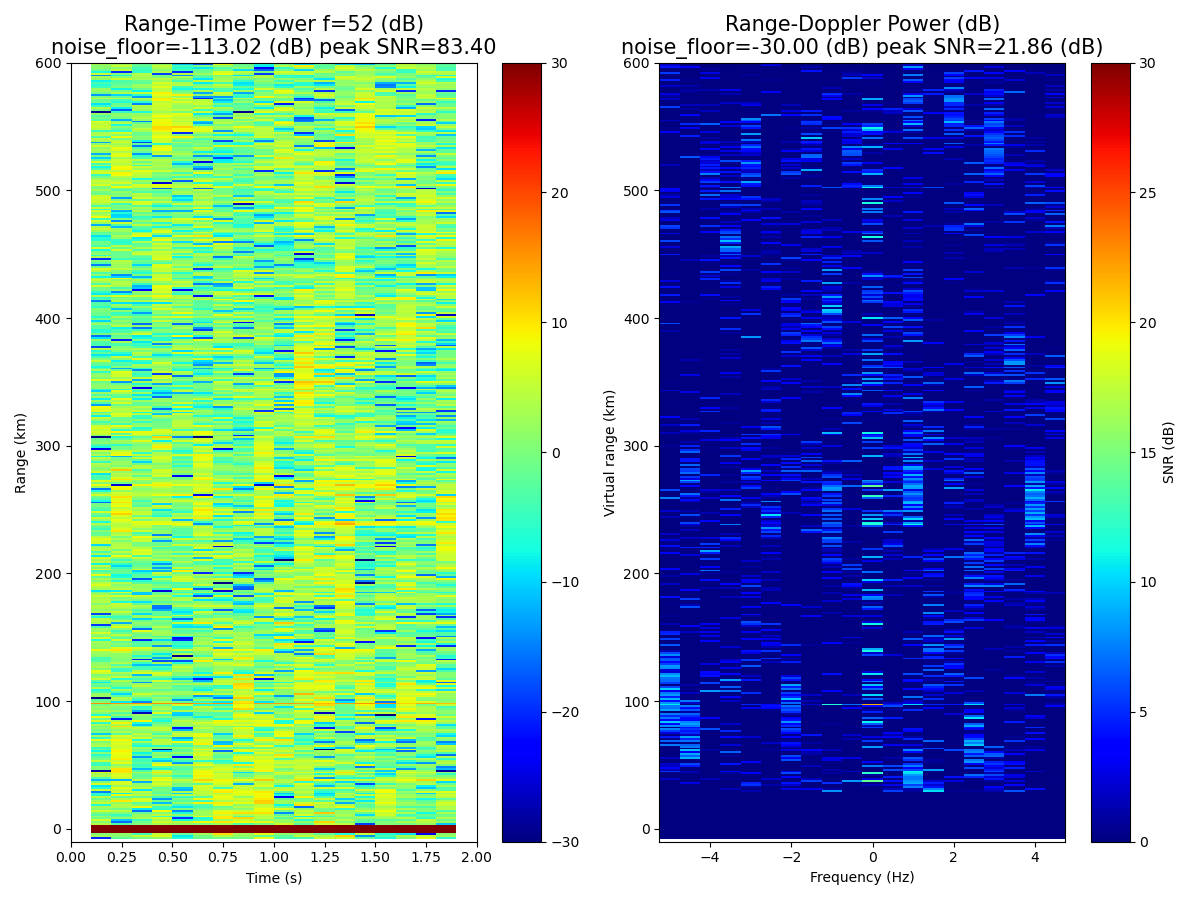 Range-Time Power f=52 (dB)
noise_floor=-113.02 (dB) peak SNR=83.40
Range (km)
600
500
400
300
200
100
0
0.00 0.25 0.50 0.75 1.00 1.25 1.50 1.75 2.00
Time (s)
30
20
10
0
−10
−20
−30
Range-Doppler Power (dB)
noise_floor=-30.00 (dB) peak SNR=21.86 (dB)
Virtual range (km)
600
500
400
300
200
100
0
−4 −2 0 2 4
Frequency (Hz)
30
25
20
15
10
5
0
SNR (dB)